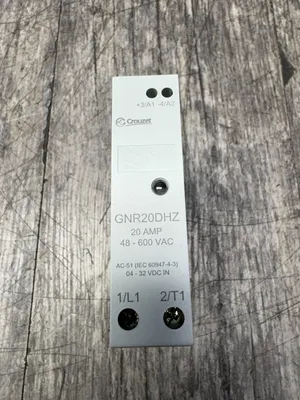 +3/A1 -4/A2
Crouzet
GNR20DHZ
20 AMP
48 - 600 VAC
AC-51 (IEC 60947-4-3)
04 - 32 VDC IN
1/L1 2/T1